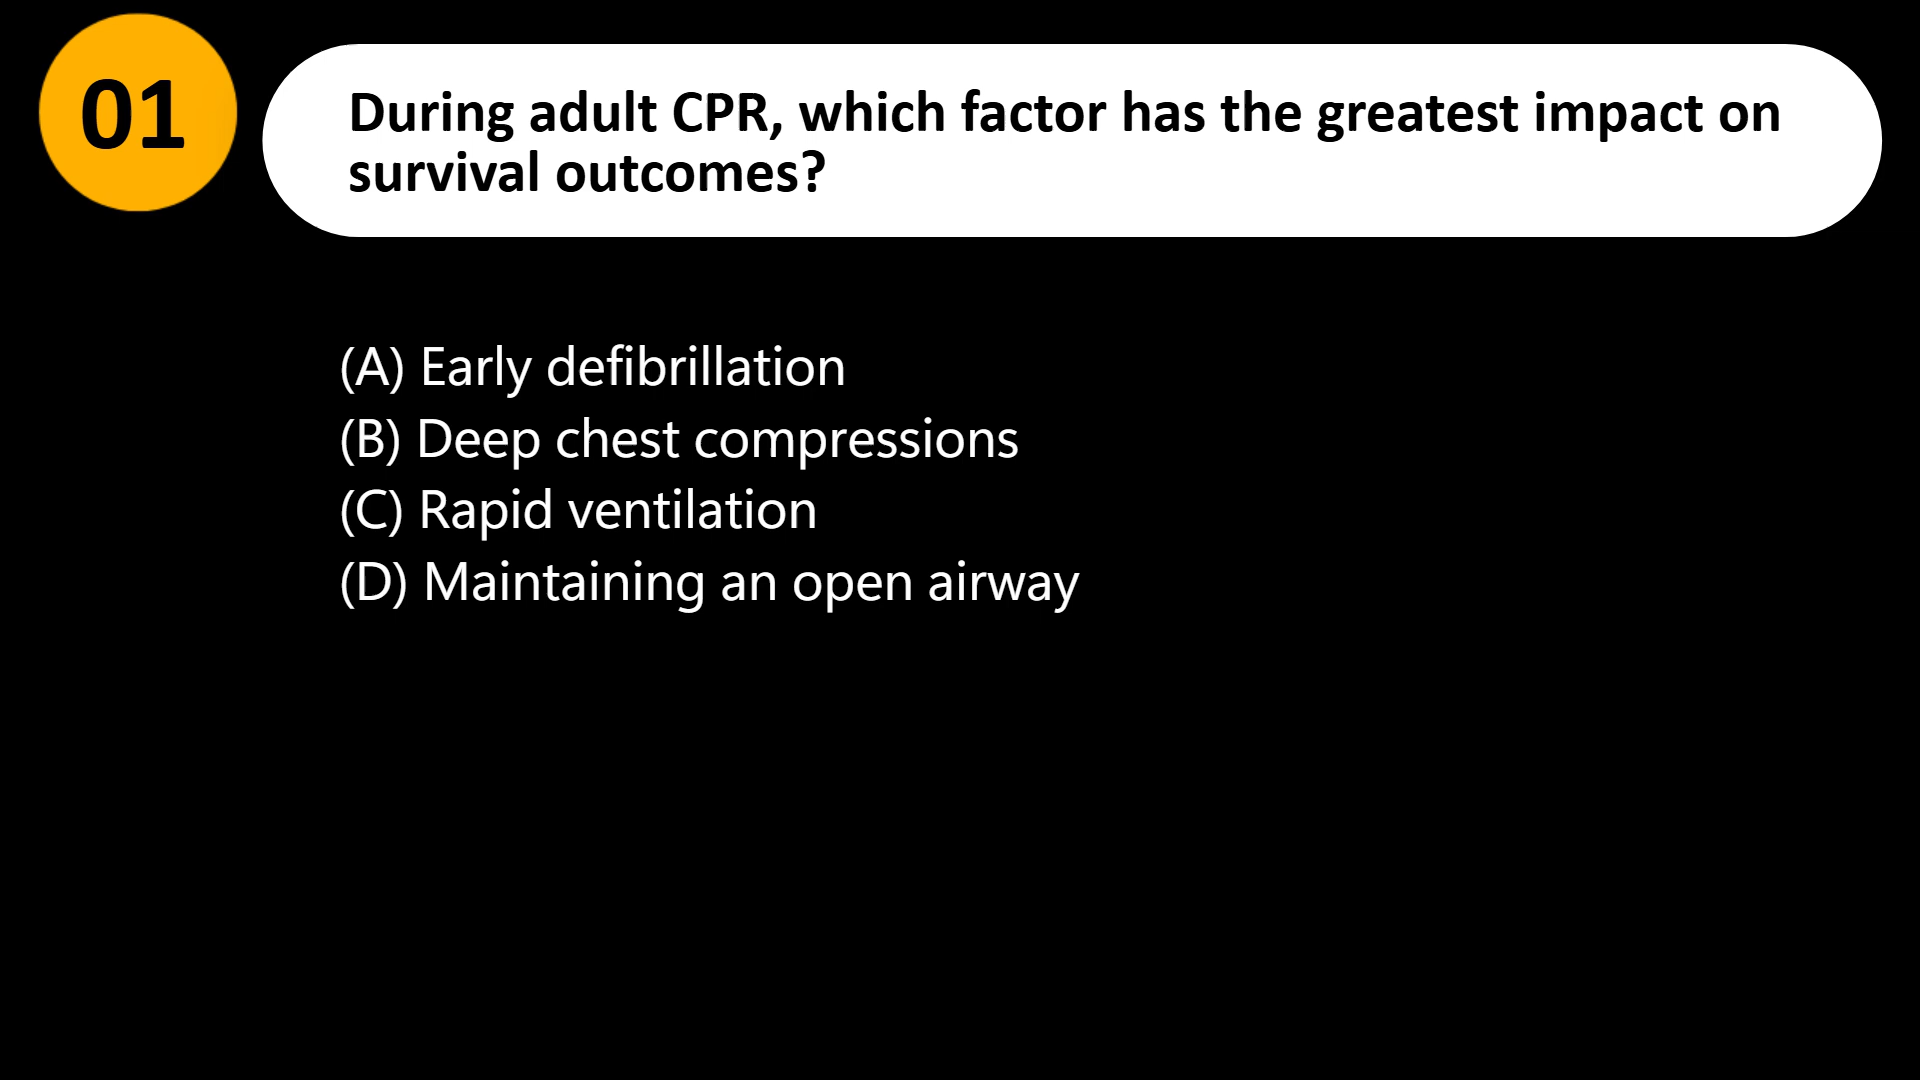 01
During adult CPR, which factor has the greatest impact on
survival outcomes?
(A) Early defibrillation
(B) Deep chest compressions
(C) Rapid ventilation
(D) Maintaining an open airway